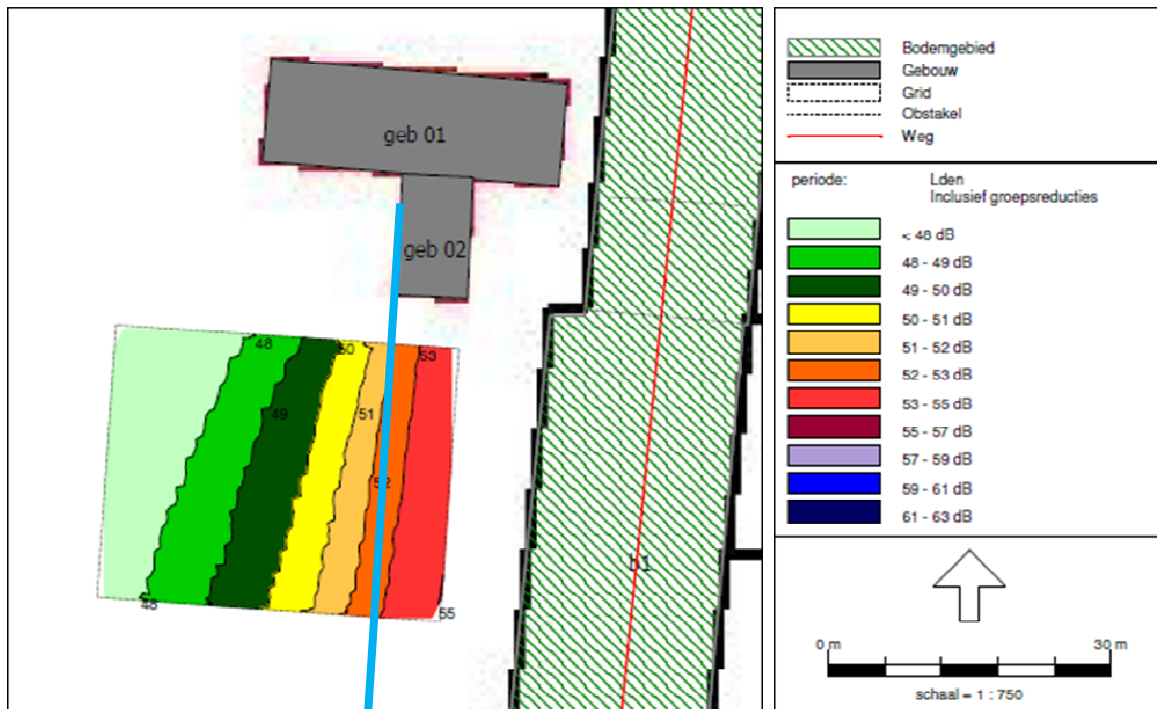 geb 01
geb 02
48
50
53
49
51
52
48
55
b1
Bodemgebied
Gebouw
Grid
Obstakel
Weg
periode: Lden
Inclusief groepsreducties
< 48 dB
48 - 49 dB
49 - 50 dB
50 - 51 dB
51 - 52 dB
52 - 53 dB
53 - 55 dB
55 - 57 dB
57 - 59 dB
59 - 61 dB
61 - 63 dB
0 m 30 m
schaal = 1 : 750